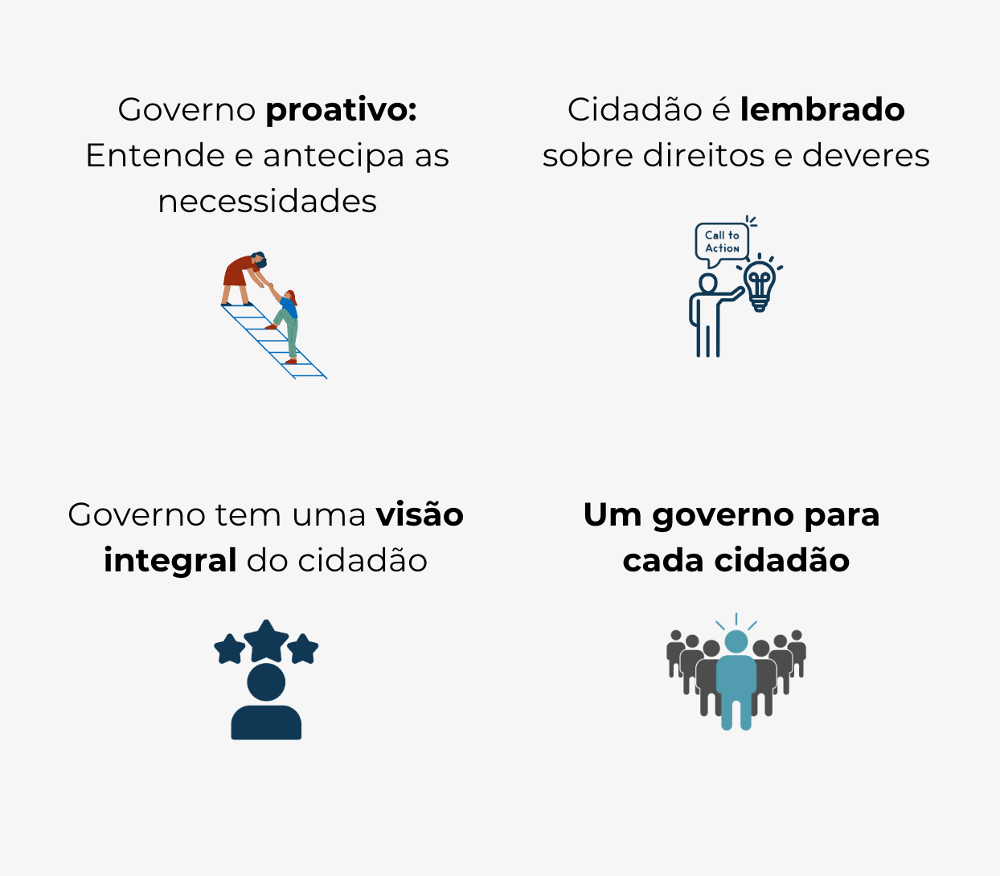 Governo proativo:
Entende e antecipa as
necessidades
Cidadão é lembrado
sobre direitos e deveres
Call to
Action
Governo tem uma visão
integral do cidadão
Um governo para
cada cidadão